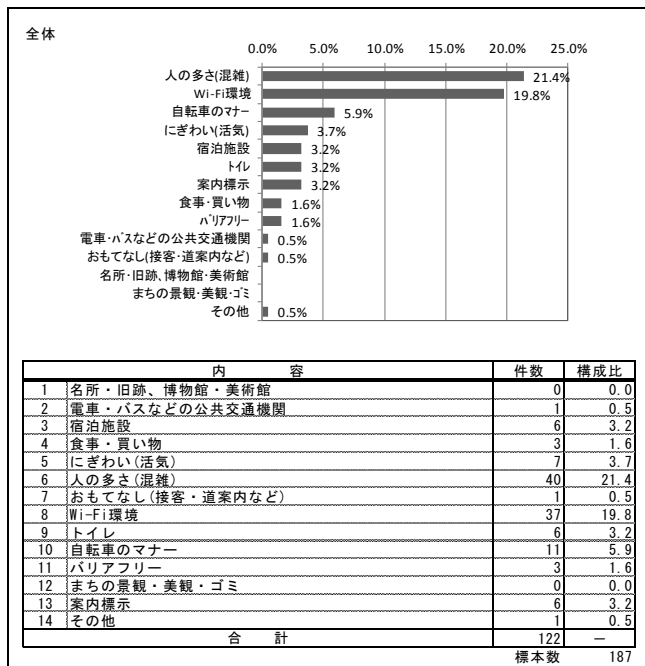 全体
0.0% 5.0% 10.0% 15.0% 20.0% 25.0%
人の多さ(混雑) 21.4%
Wi-Fi環境 19.8%
自転車のマナー 5.9%
にぎわい(活気) 3.7%
宿泊施設 3.2%
トイレ 3.2%
案内標示 3.2%
食事・買い物 1.6%
バリアフリー 1.6%
電車・バスなどの公共交通機関 0.5%
おもてなし(接客・道案内など) 0.5%
名所・旧跡、博物館・美術館
まちの景観・美観・ゴミ
その他 0.5%
内 容 件数 構成比
1 名所・旧跡、博物館・美術館 0 0.0
2 電車・バスなどの公共交通機関 1 0.5
3 宿泊施設 6 3.2
4 食事・買い物 3 1.6
5 にぎわい(活気) 7 3.7
6 人の多さ(混雑) 40 21.4
7 おもてなし(接客・道案内など) 1 0.5
8 Wi-Fi環境 37 19.8
9 トイレ 6 3.2
10 自転車のマナー 11 5.9
11 バリアフリー 3 1.6
12 まちの景観・美観・ゴミ 0 0.0
13 案内標示 6 3.2
14 その他 1 0.5
合 計 122 －
標本数 187